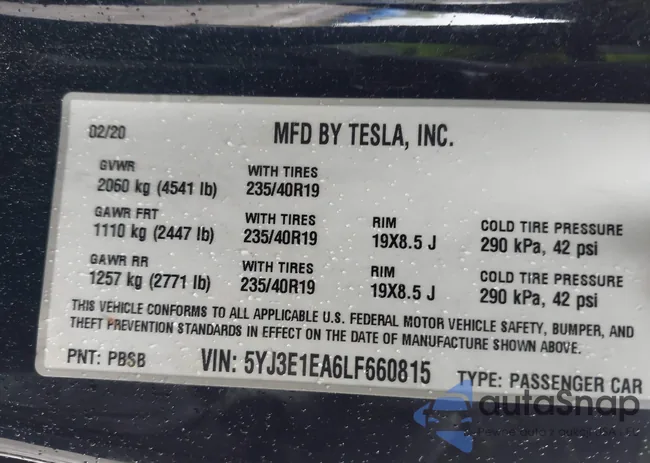 02/20 MFD BY TESLA, INC.
GVWR WITH TIRES
2060 kg (4541 lb) 235/40R19
GAWR FRT WITH TIRES RIM COLD TIRE PRESSURE
1110 kg (2447 lb) 235/40R19 19X8.5 J 290 kPa, 42 psi
GAWR RR WITH TIRES RIM COLD TIRE PRESSURE
1257 kg (2771 lb) 235/40R19 19X8.5 J 290 kPa, 42 psi
THIS VEHICLE CONFORMS TO ALL APPLICABLE U.S. FEDERAL MOTOR VEHICLE SAFETY, BUMPER, AND
THEFT PREVENTION STANDARDS IN EFFECT ON THE DATE OF MANUFACTURE SHOWN ABOVE.
PNT: PBSB VIN: 5YJ3E1EA6LF660815 TYPE: PASSENGER CAR
autoSnap